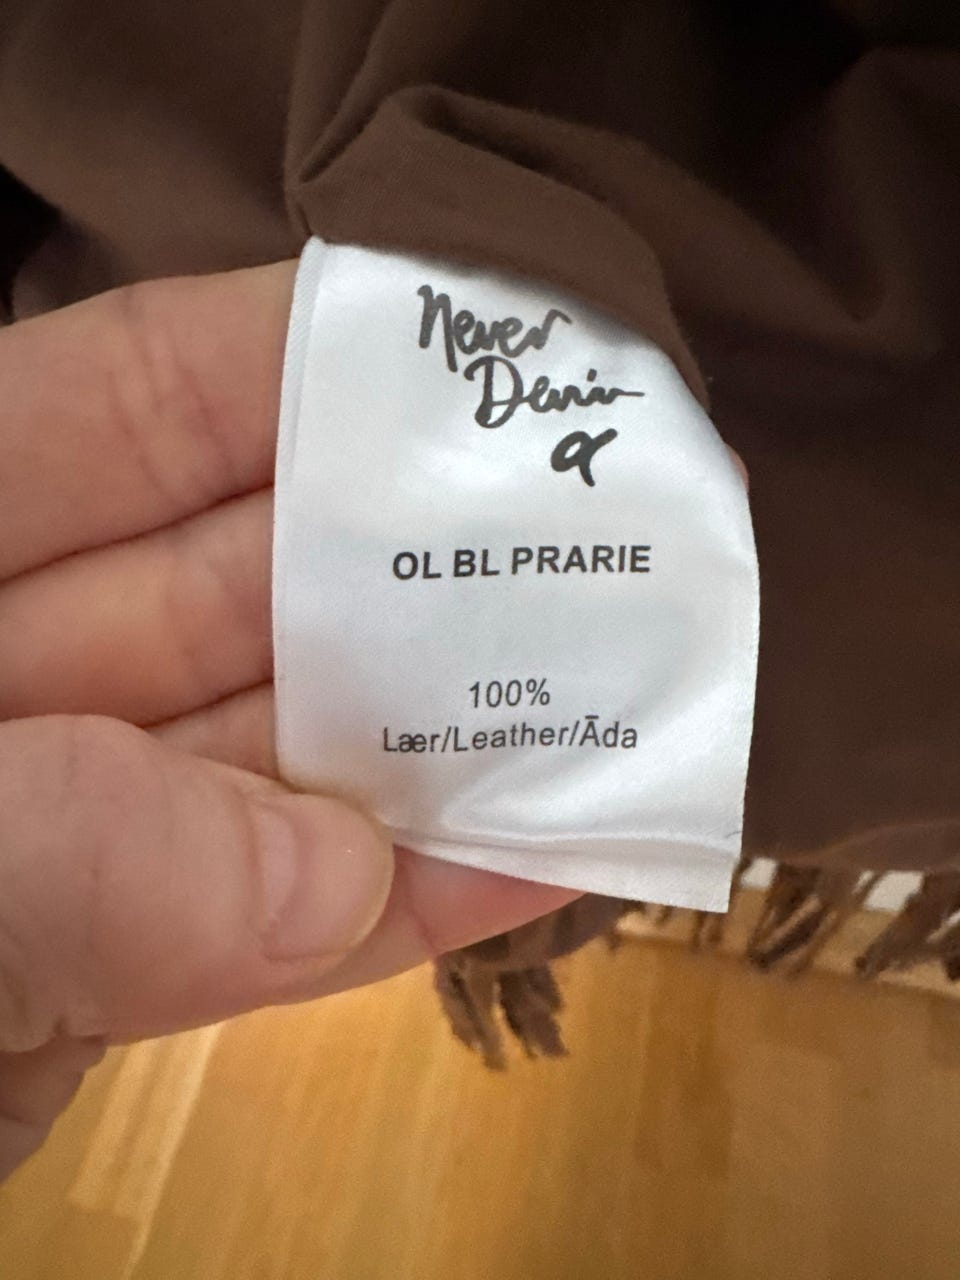 Never
Denim
OL BL PRARIE
100%
Lær/Leather/Āda